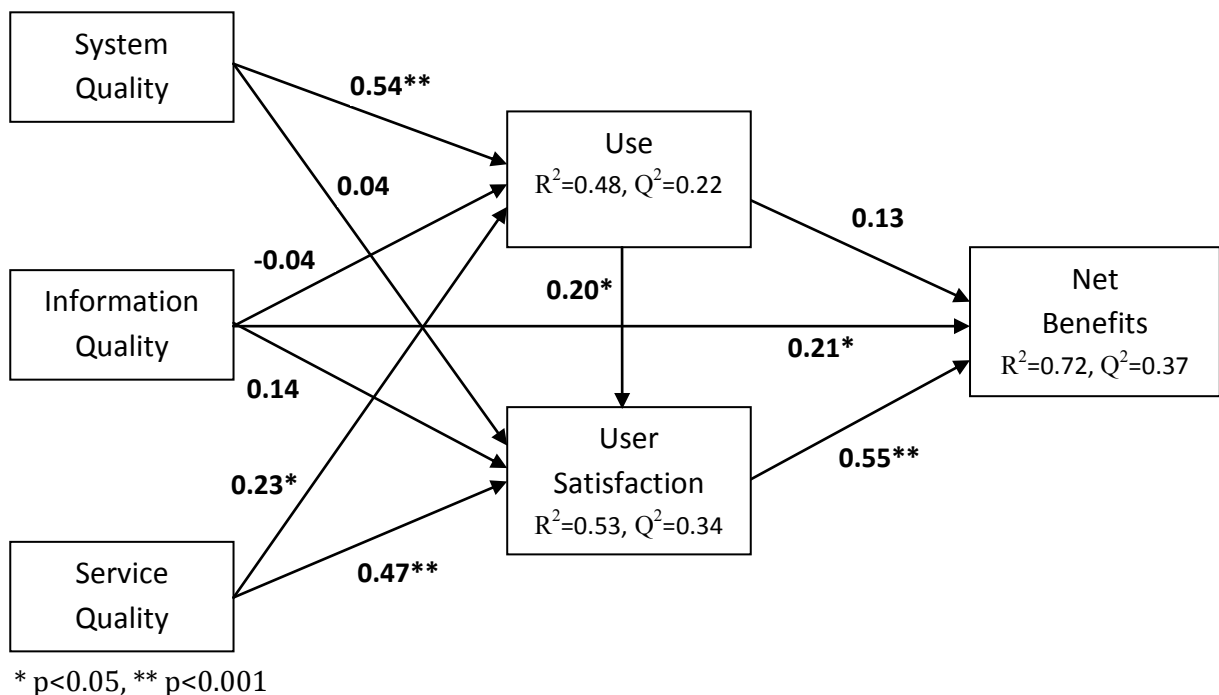 System
Quality
0.54**
Use
R²=0.48, Q²=0.22
0.04
0.13
-0.04
Information
Quality
0.20*
Net
Benefits
R²=0.72, Q²=0.37
0.21*
0.14
User
Satisfaction
R²=0.53, Q²=0.34
0.55**
0.23*
Service
Quality
0.47**
* p<0.05, ** p<0.001